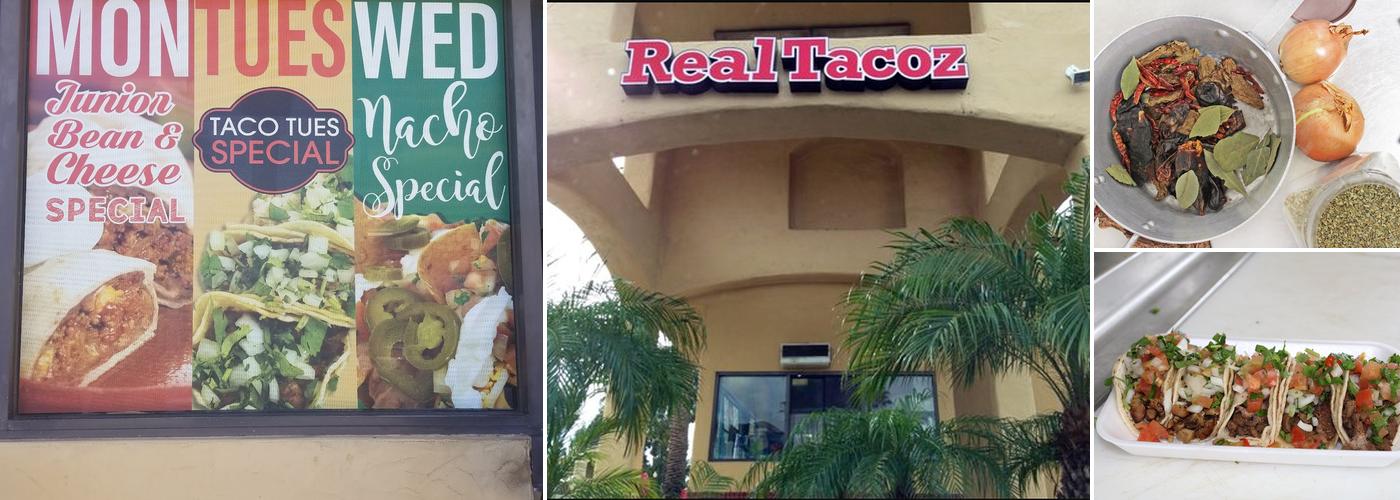 MON TUES WED
Junior
Bean &
Cheese
SPECIAL
TACO TUES
SPECIAL
Nacho
Special
Real Tacoz